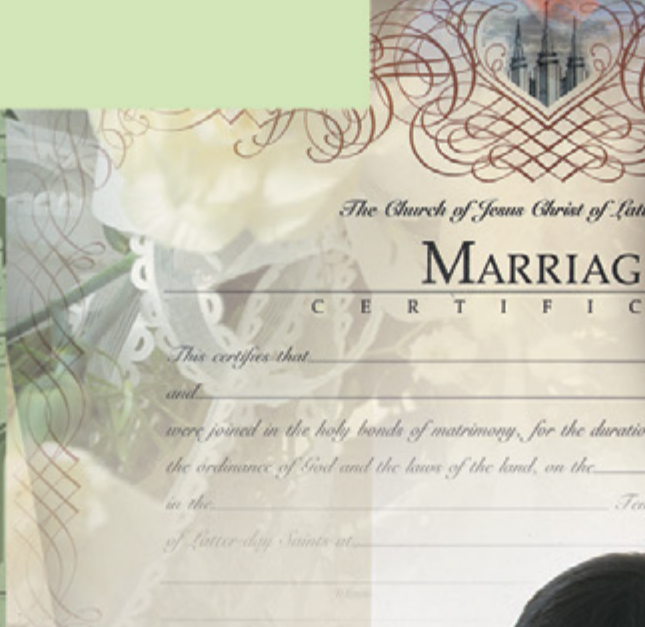 The Church of Jesus Christ of Latt
MARRIAG
CERTIFIC
This certifies that
and
were joined in the holy bonds of matrimony, for the duratio
the ordinance of God and the laws of the land, on the
in the Tem
of Latter-day Saints at